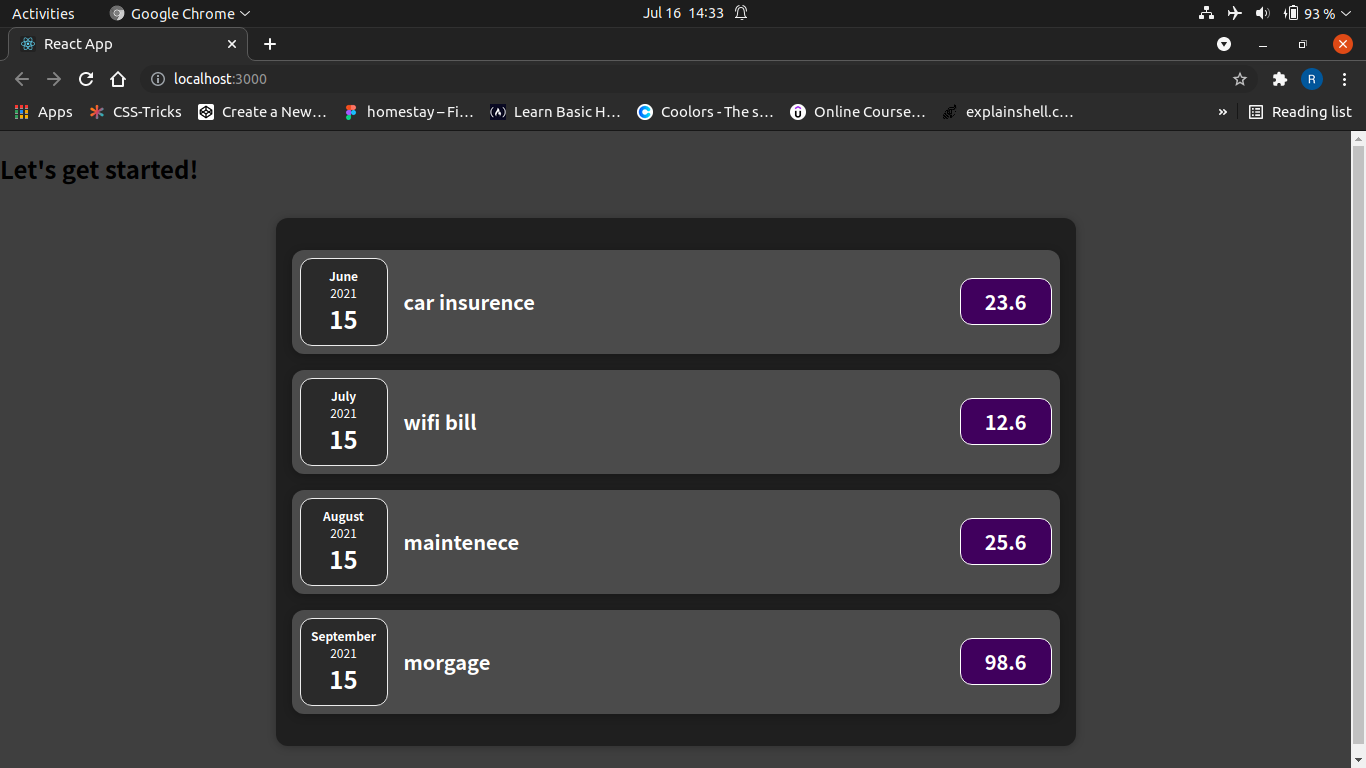 Activities Google Chrome Jul 16 14:33 93 %
React App
localhost:3000 R
Apps CSS-Tricks Create a New… homestay – Fi… Learn Basic H… Coolors - The s… Online Course… explainshell.c… » Reading list
Let's get started!
June
2021
15
car insurence
23.6
July
2021
15
wifi bill
12.6
August
2021
15
maintenece
25.6
September
2021
15
morgage
98.6